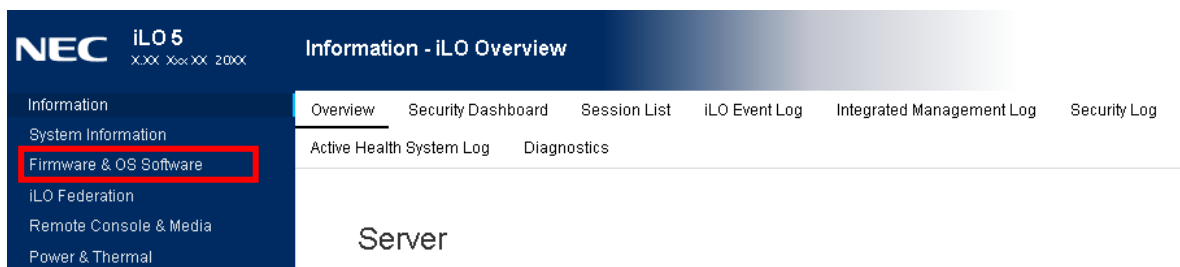 NEC iLO 5
X.XX Xxx XX 20XX
Information - iLO Overview
Information
System Information
Firmware & OS Software
iLO Federation
Remote Console & Media
Power & Thermal
Overview Security Dashboard Session List iLO Event Log Integrated Management Log Security Log
Active Health System Log Diagnostics
Server